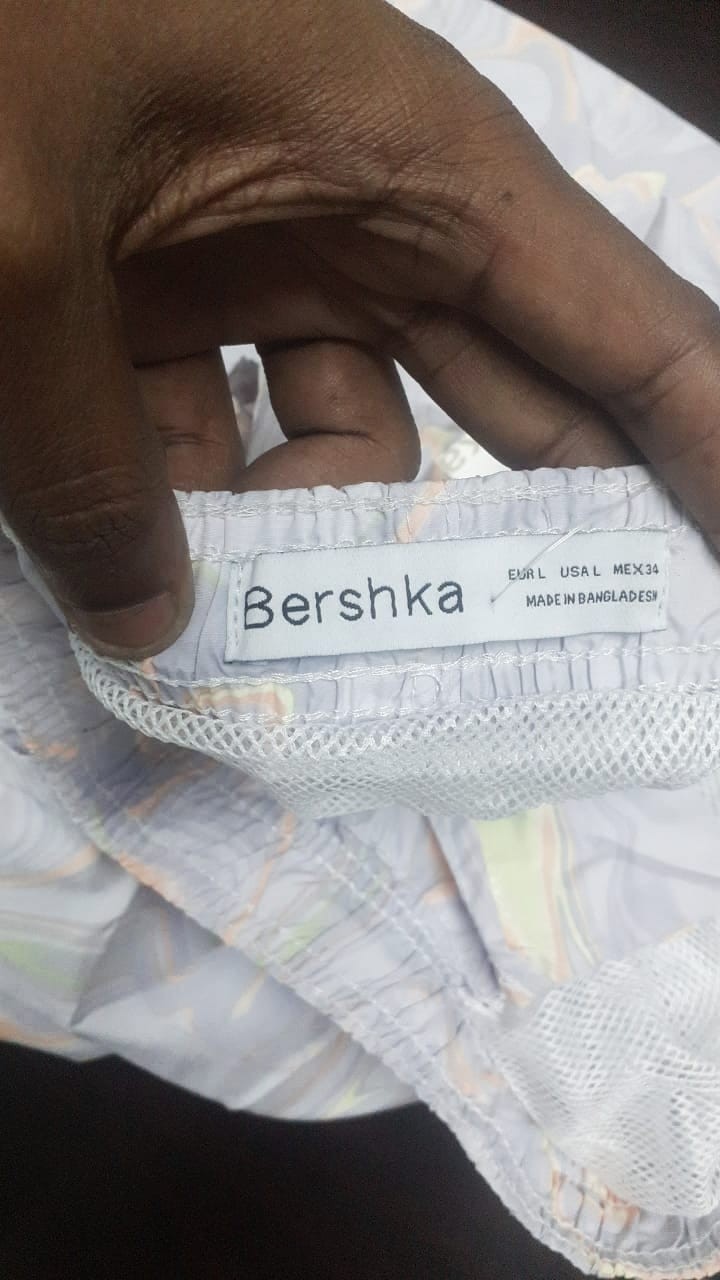 Bershka
EUR L USA L MEX 34
MADE IN BANGLADESH